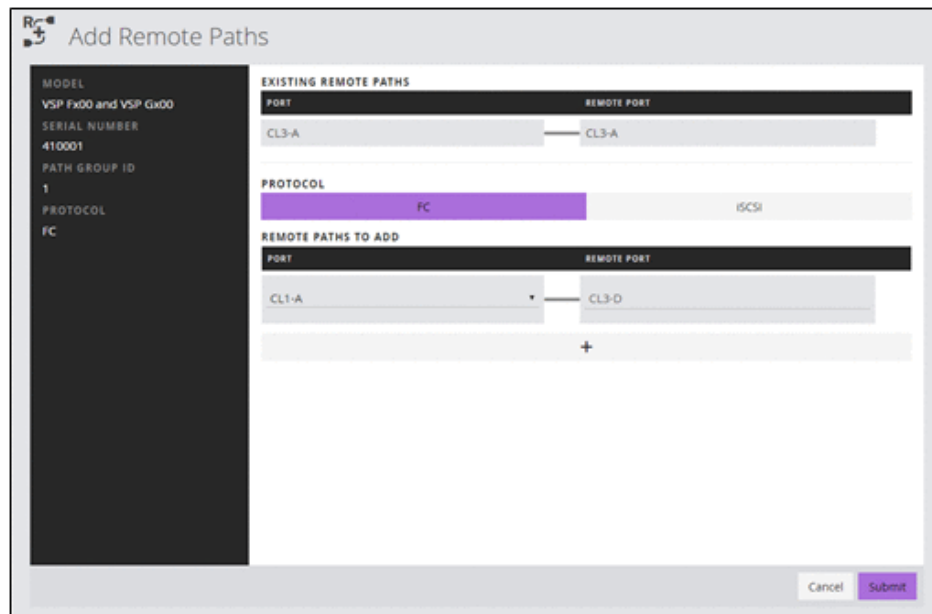 Add Remote Paths
MODEL
VSP Fx00 and VSP Gx00
SERIAL NUMBER
410001
PATH GROUP ID
1
PROTOCOL
FC
EXISTING REMOTE PATHS
PORT REMOTE PORT
CL3-A CL3-A
PROTOCOL
FC iSCSI
REMOTE PATHS TO ADD
PORT REMOTE PORT
CL1-A CL3-D
+
Cancel Submit